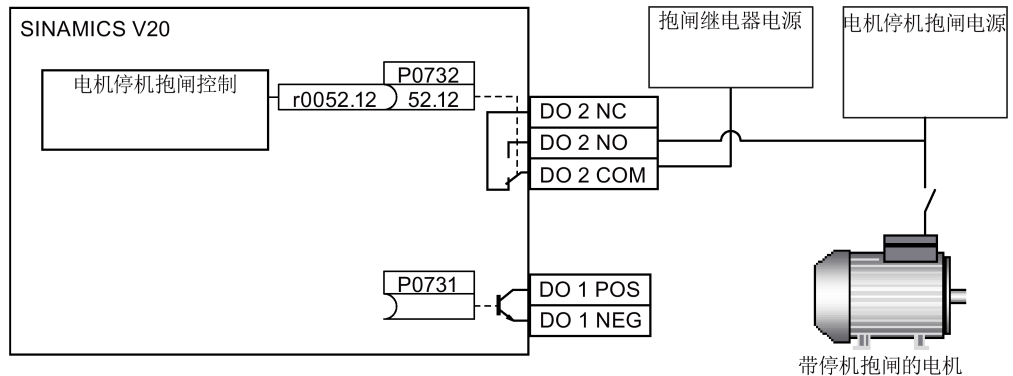 SINAMICS V20
抱闸继电器电源
电机停机抱闸电源
电机停机抱闸控制
P0732
r0052.12
52.12
DO 2 NC
DO 2 NO
DO 2 COM
P0731
DO 1 POS
DO 1 NEG
带停机抱闸的电机